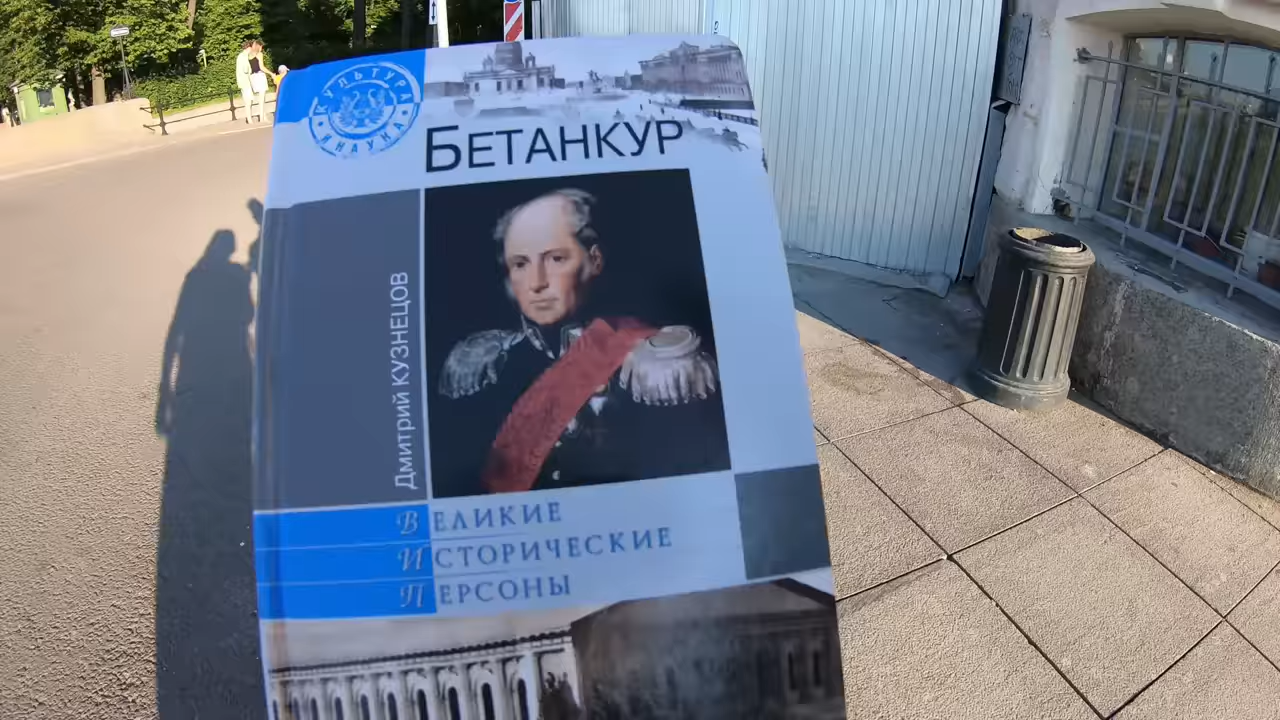 КУЛЬТУРА
И НАУКА
БЕТАНКУР
Дмитрий КУЗНЕЦОВ
ВЕЛИКИЕ
ИСТОРИЧЕСКИЕ
ПЕРСОНЫ